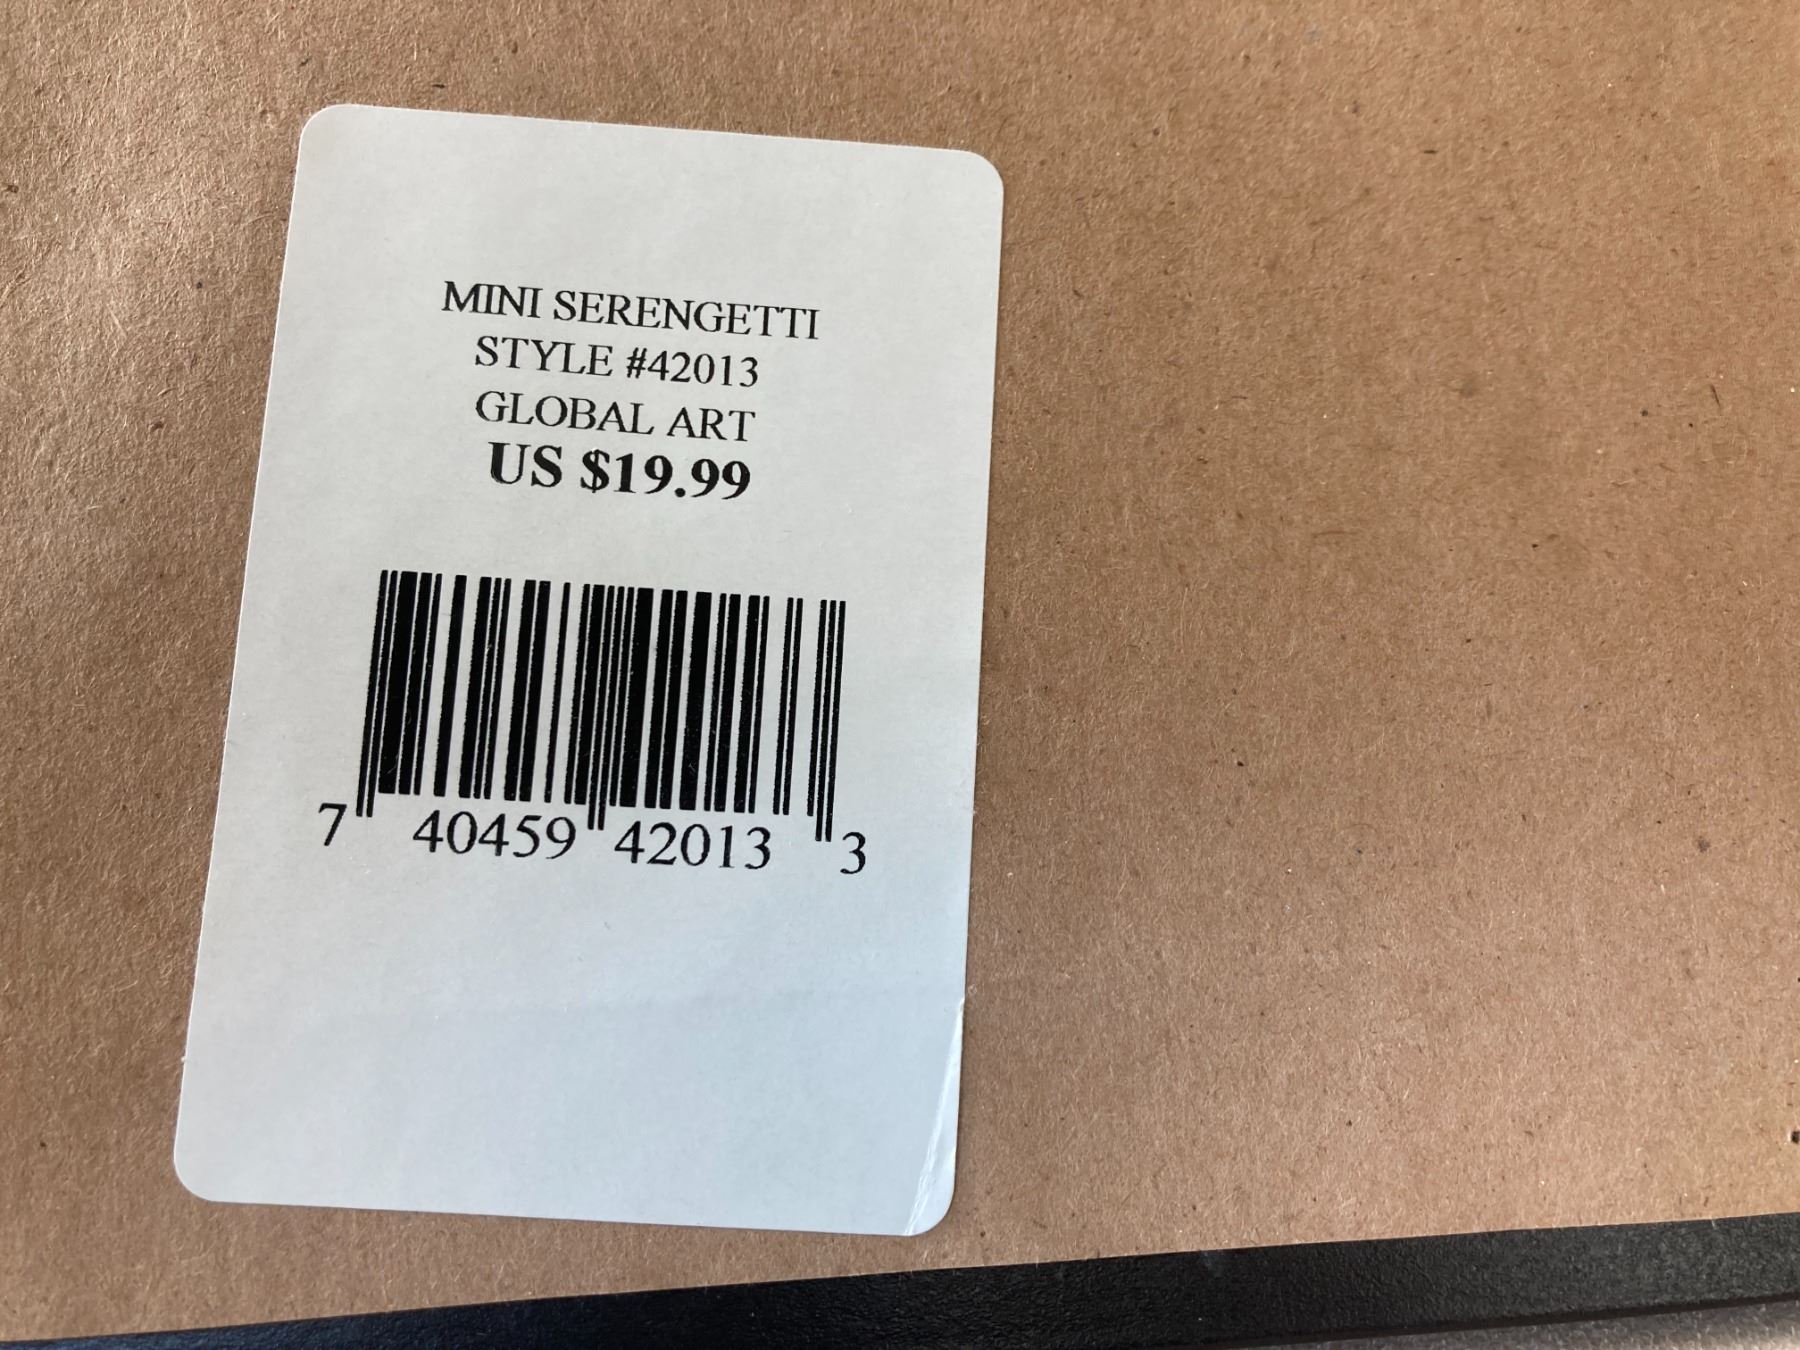 MINI SERENGETTI
STYLE #42013
GLOBAL ART
US $19.99
7 40459 42013 3